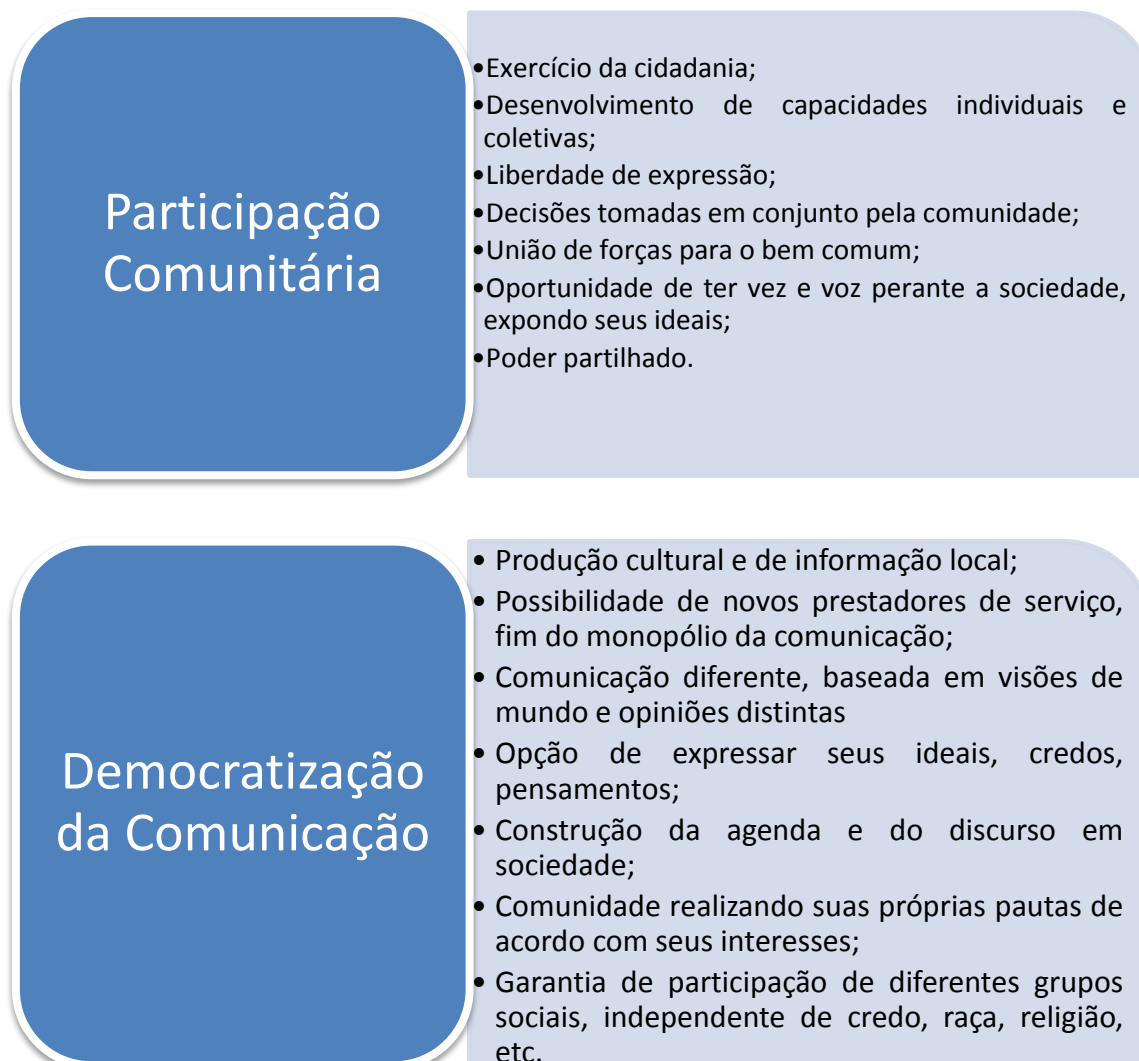 Participação
Comunitária
•Exercício da cidadania;
•Desenvolvimento de capacidades individuais e
coletivas;
•Liberdade de expressão;
•Decisões tomadas em conjunto pela comunidade;
•União de forças para o bem comum;
•Oportunidade de ter vez e voz perante a sociedade,
expondo seus ideais;
•Poder partilhado.
Democratização
da Comunicação
• Produção cultural e de informação local;
• Possibilidade de novos prestadores de serviço,
fim do monopólio da comunicação;
• Comunicação diferente, baseada em visões de
mundo e opiniões distintas
• Opção de expressar seus ideais, credos,
pensamentos;
• Construção da agenda e do discurso em
sociedade;
• Comunidade realizando suas próprias pautas de
acordo com seus interesses;
• Garantia de participação de diferentes grupos
sociais, independente de credo, raça, religião,
etc.